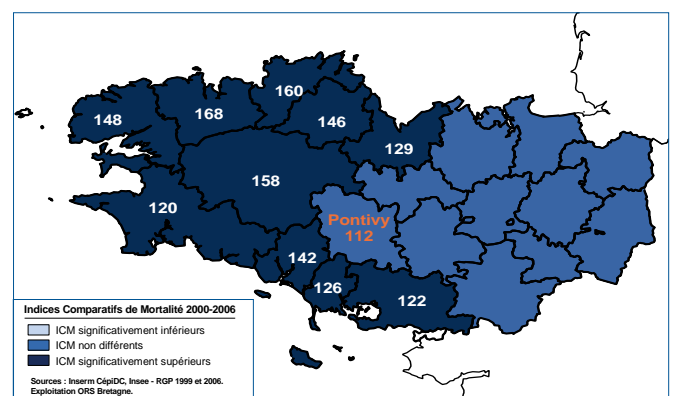 160
148
168
146
129
158
120
Pontivy
112
142
126
122
Indices Comparatifs de Mortalité 2000-2006
ICM significativement inférieurs
ICM non différents
ICM significativement supérieurs
Sources : Inserm CépiDC, Insee - RGP 1999 et 2006.
Exploitation ORS Bretagne.